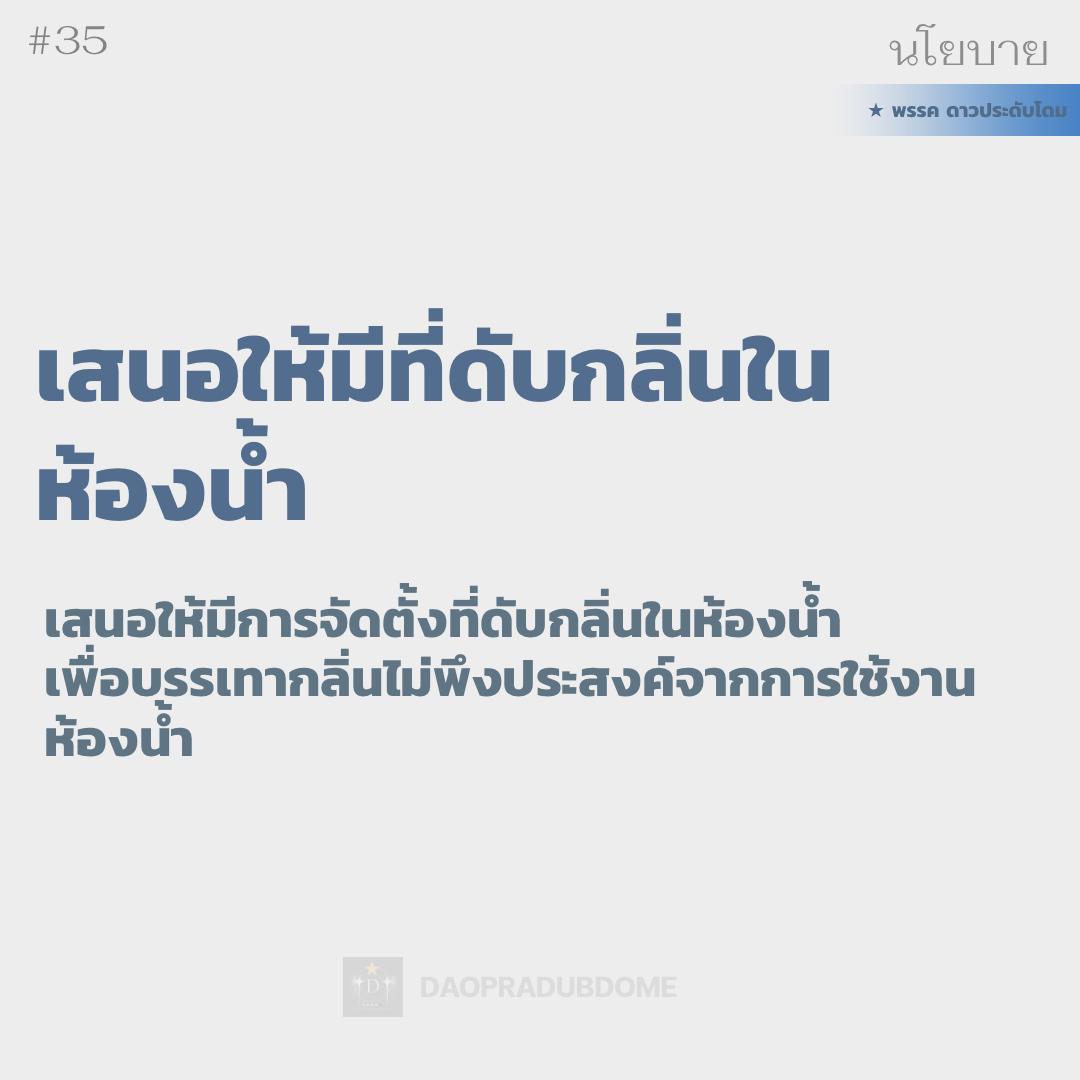 #35
นโยบาย
★ พรรค ดาวประดับโดม
เสนอให้มีที่ดับกลิ่นใน
ห้องน้ำ
เสนอให้มีการจัดตั้งที่ดับกลิ่นในห้องน้ำ
เพื่อบรรเทากลิ่นไม่พึงประสงค์จากการใช้งาน
ห้องน้ำ
D
DAOPRADUBDOME